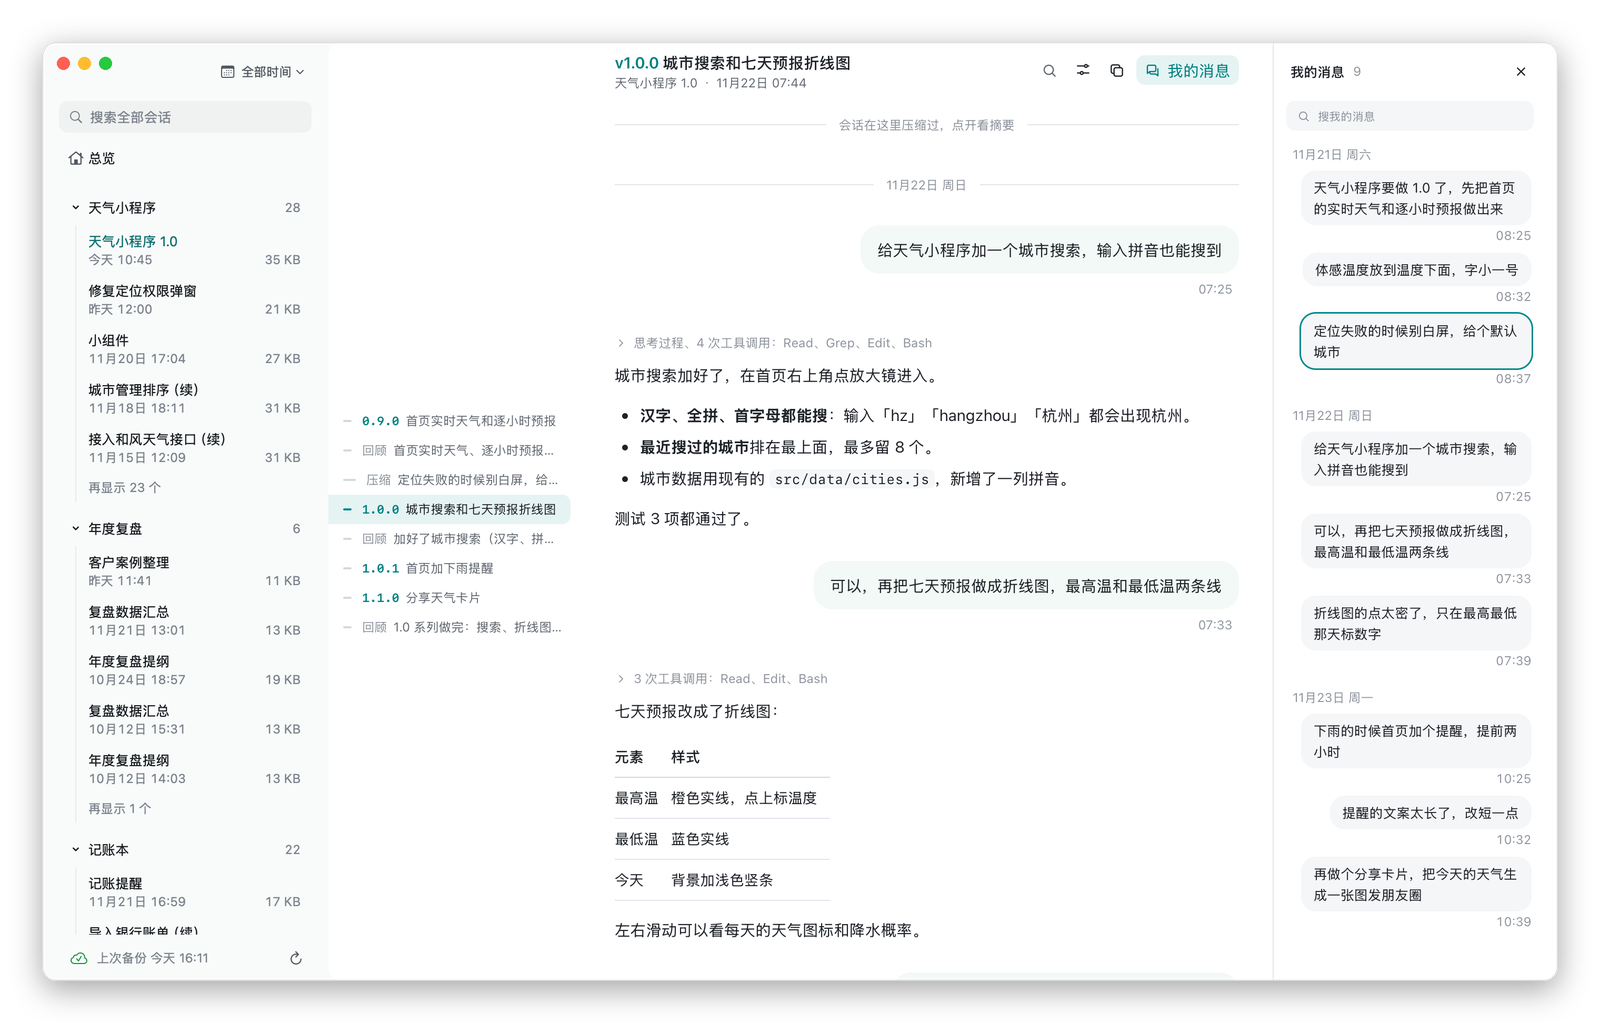 全部时间
搜索全部会话
总览
天气小程序 28
天气小程序 1.0
今天 10:45 35 KB
修复定位权限弹窗
昨天 12:00 21 KB
小组件
11月20日 17:04 27 KB
城市管理排序 (续)
11月18日 18:11 31 KB
接入和风天气接口 (续)
11月15日 12:09 31 KB
再显示 23 个
年度复盘 6
客户案例整理
昨天 11:41 11 KB
复盘数据汇总
11月21日 13:01 13 KB
年度复盘提纲
10月24日 18:57 19 KB
复盘数据汇总
10月12日 15:31 13 KB
年度复盘提纲
10月12日 14:03 13 KB
再显示 1 个
记账本 22
记账提醒
11月21日 16:59 17 KB
导入银行账单 (续)
上次备份 今天 16:11
0.9.0 首页实时天气和逐小时预报
回顾 首页实时天气、逐小时预报...
压缩 定位失败的时候别白屏，给...
1.0.0 城市搜索和七天预报折线图
回顾 加好了城市搜索（汉字、拼...
1.0.1 首页加下雨提醒
1.1.0 分享天气卡片
回顾 1.0 系列做完：搜索、折线图...
v1.0.0 城市搜索和七天预报折线图
天气小程序 1.0 · 11月22日 07:44
我的消息
会话在这里压缩过，点开看摘要
11月22日 周日
给天气小程序加一个城市搜索，输入拼音也能搜到
07:25
思考过程、4 次工具调用：Read、Grep、Edit、Bash
城市搜索加好了，在首页右上角点放大镜进入。
• 汉字、全拼、首字母都能搜：输入「hz」「hangzhou」「杭州」都会出现杭州。
• 最近搜过的城市排在最上面，最多留 8 个。
• 城市数据用现有的 src/data/cities.js，新增了一列拼音。
测试 3 项都通过了。
可以，再把七天预报做成折线图，最高温和最低温两条线
07:33
3 次工具调用：Read、Edit、Bash
七天预报改成了折线图：
元素 样式
最高温 橙色实线，点上标温度
最低温 蓝色实线
今天 背景加浅色竖条
左右滑动可以看每天的天气图标和降水概率。
我的消息 9
搜我的消息
11月21日 周六
天气小程序要做 1.0 了，先把首页
的实时天气和逐小时预报做出来
08:25
体感温度放到温度下面，字小一号
08:32
定位失败的时候别白屏，给个默认
城市
08:37
11月22日 周日
给天气小程序加一个城市搜索，输
入拼音也能搜到
07:25
可以，再把七天预报做成折线图，
最高温和最低温两条线
07:33
折线图的点太密了，只在最高最低
那天标数字
07:39
11月23日 周一
下雨的时候首页加个提醒，提前两
小时
10:25
提醒的文案太长了，改短一点
10:32
再做个分享卡片，把今天的天气生
成一张图发朋友圈
10:39